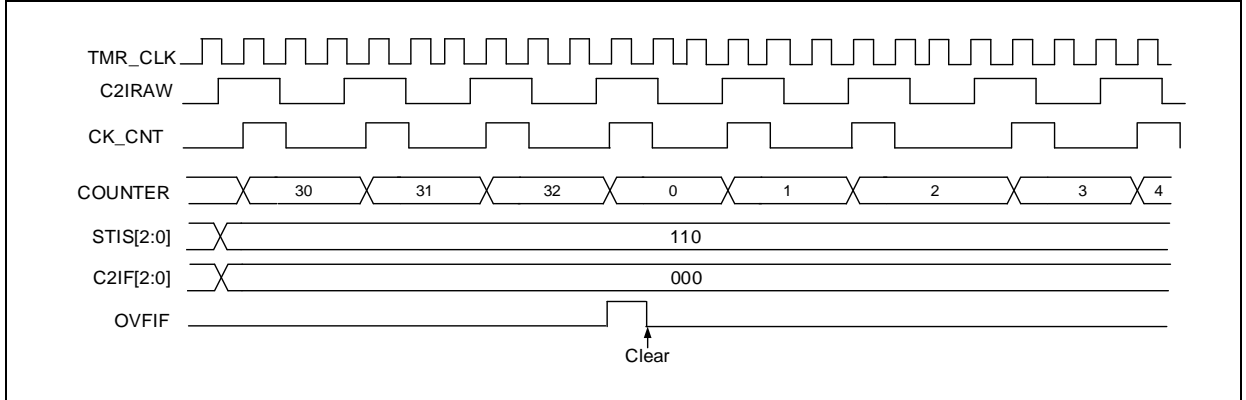 TMR_CLK
C2IRAW
CK_CNT
COUNTER 30 31 32 0 1 2 3 4
STIS[2:0] 110
C2IF[2:0] 000
OVFIF
Clear